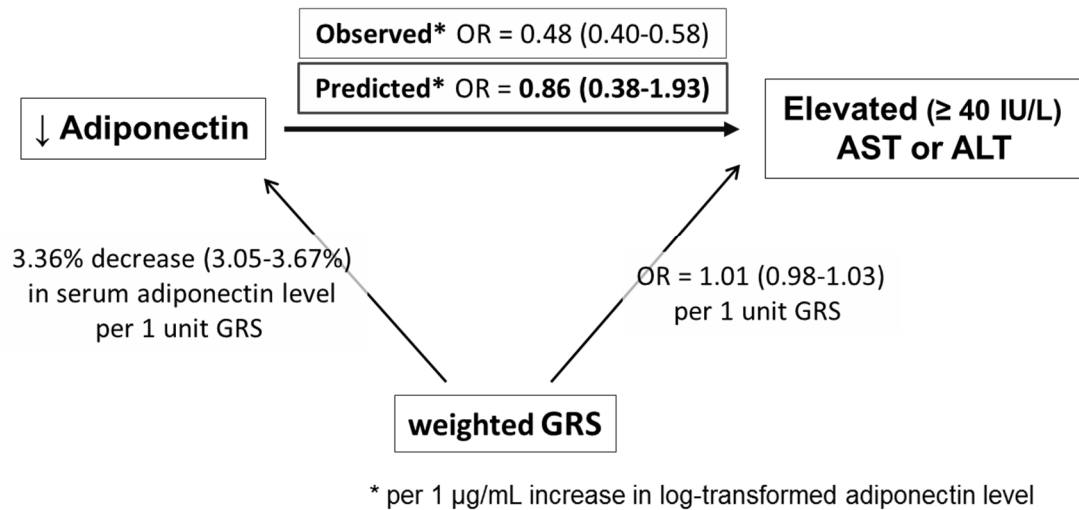 Observed* OR = 0.48 (0.40-0.58)
Predicted* OR = 0.86 (0.38-1.93)
↓ Adiponectin
Elevated (≥ 40 IU/L)
AST or ALT
3.36% decrease (3.05-3.67%)
in serum adiponectin level
per 1 unit GRS
OR = 1.01 (0.98-1.03)
per 1 unit GRS
weighted GRS
* per 1 µg/mL increase in log-transformed adiponectin level